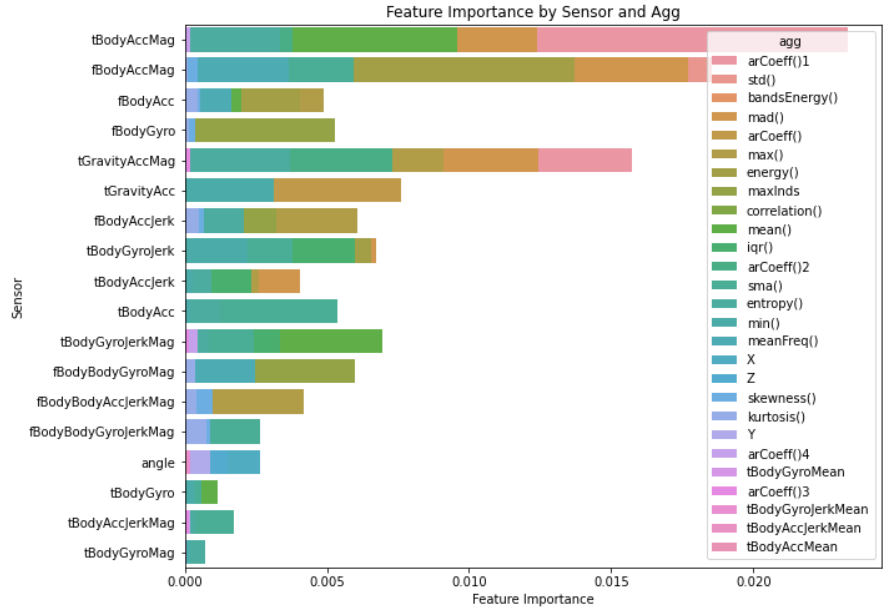 Feature Importance by Sensor and Agg
Sensor
tBodyAccMag
fBodyAccMag
fBodyAcc
fBodyGyro
tGravityAccMag
tGravityAcc
fBodyAccJerk
tBodyGyroJerk
tBodyAccJerk
tBodyAcc
tBodyGyroJerkMag
fBodyBodyGyroMag
fBodyBodyAccJerkMag
fBodyBodyGyroJerkMag
angle
tBodyGyro
tBodyAccJerkMag
tBodyGyroMag
agg
arCoeff()1
std()
bandsEnergy()
mad()
arCoeff()
max()
energy()
maxInds
correlation()
mean()
iqr()
arCoeff()2
sma()
entropy()
min()
meanFreq()
X
Z
skewness()
kurtosis()
Y
arCoeff()4
tBodyGyroMean
arCoeff()3
tBodyGyroJerkMean
tBodyAccJerkMean
tBodyAccMean
0.000 0.005 0.010 0.015 0.020
Feature Importance